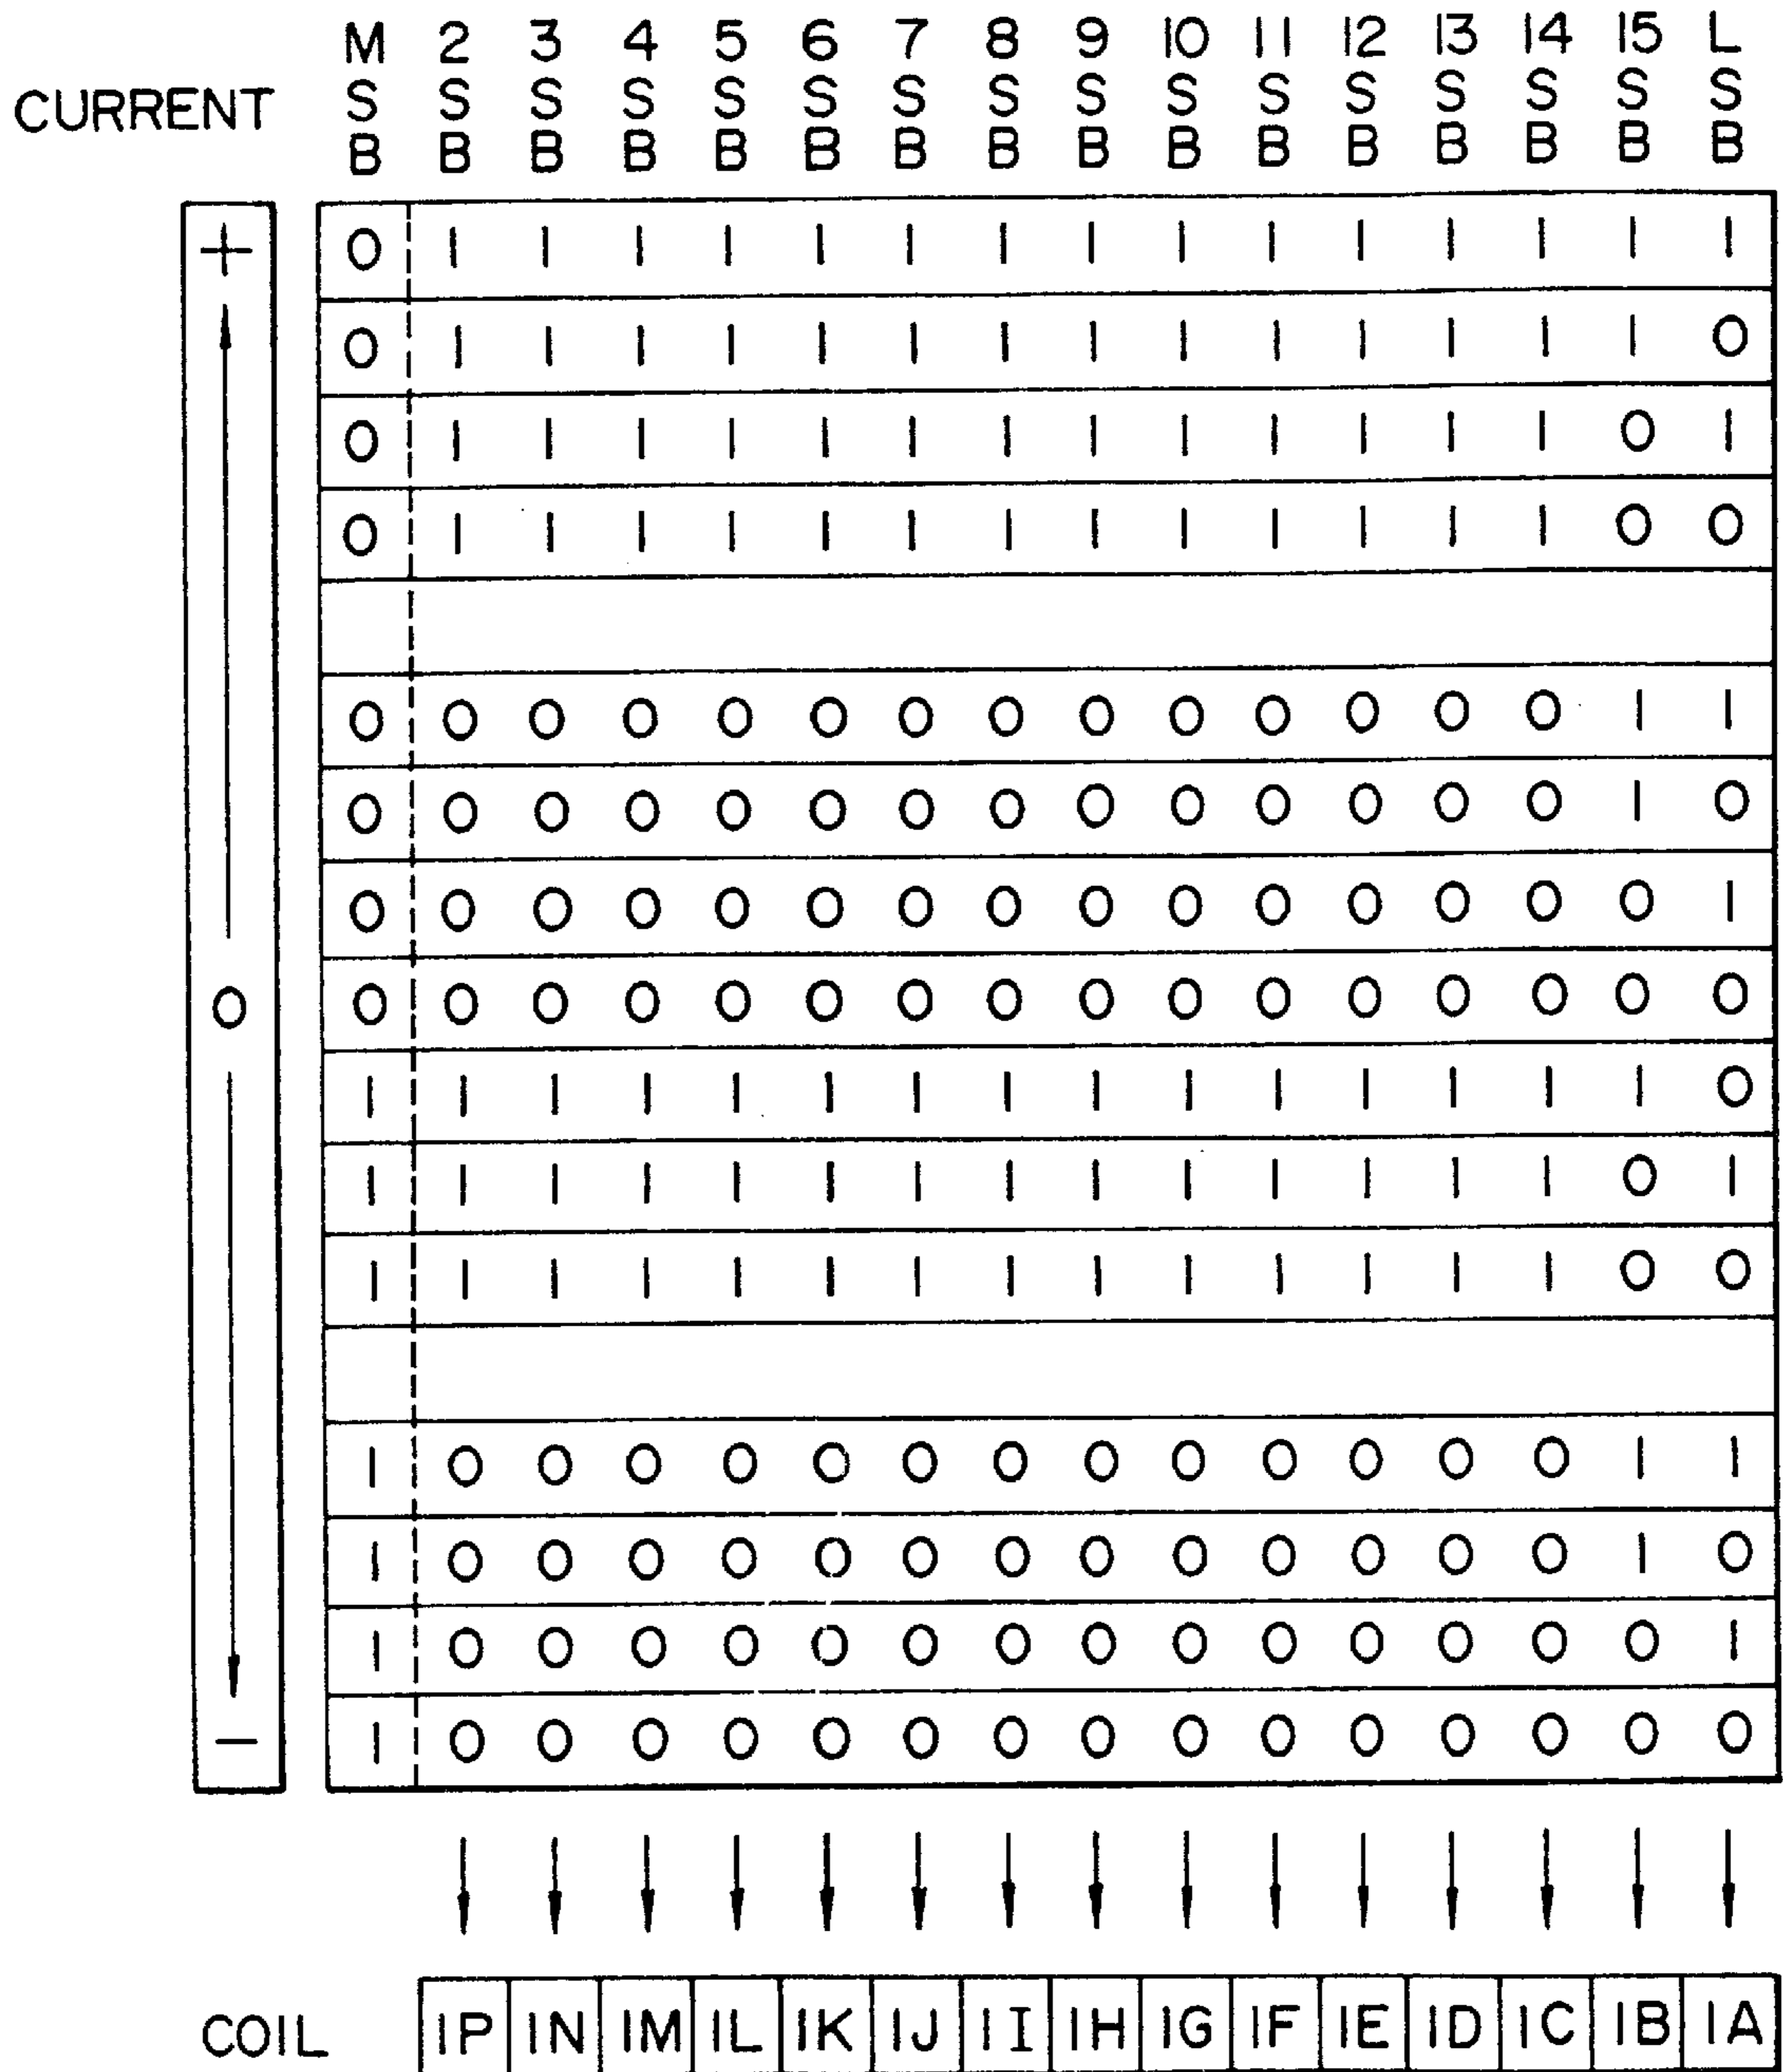 M 2 3 4 5 6 7 8 9 10 11 12 13 14 15 L
CURRENT S S S S S S S S S S S S S S S S
B B B B B B B B B B B B B B B B
+ 0 1 1 1 1 1 1 1 1 1 1 1 1 1 1 1
0 1 1 1 1 1 1 1 1 1 1 1 1 1 1 0
0 1 1 1 1 1 1 1 1 1 1 1 1 1 0 1
0 1 1 1 1 1 1 1 1 1 1 1 1 1 0 0
0 0 0 0 0 0 0 0 0 0 0 0 0 0 1 1
0 0 0 0 0 0 0 0 0 0 0 0 0 0 1 0
0 0 0 0 0 0 0 0 0 0 0 0 0 0 0 1
0 0 0 0 0 0 0 0 0 0 0 0 0 0 0 0 0
1 1 1 1 1 1 1 1 1 1 1 1 1 1 1 0
1 1 1 1 1 1 1 1 1 1 1 1 1 1 0 1
1 1 1 1 1 1 1 1 1 1 1 1 1 1 0 0
1 0 0 0 0 0 0 0 0 0 0 0 0 0 1 1
1 0 0 0 0 0 0 0 0 0 0 0 0 0 1 0
1 0 0 0 0 0 0 0 0 0 0 0 0 0 0 1
- 1 0 0 0 0 0 0 0 0 0 0 0 0 0 0 0
COIL 1P 1N 1M 1L 1K 1J 1I 1H 1G 1F 1E 1D 1C 1B 1A